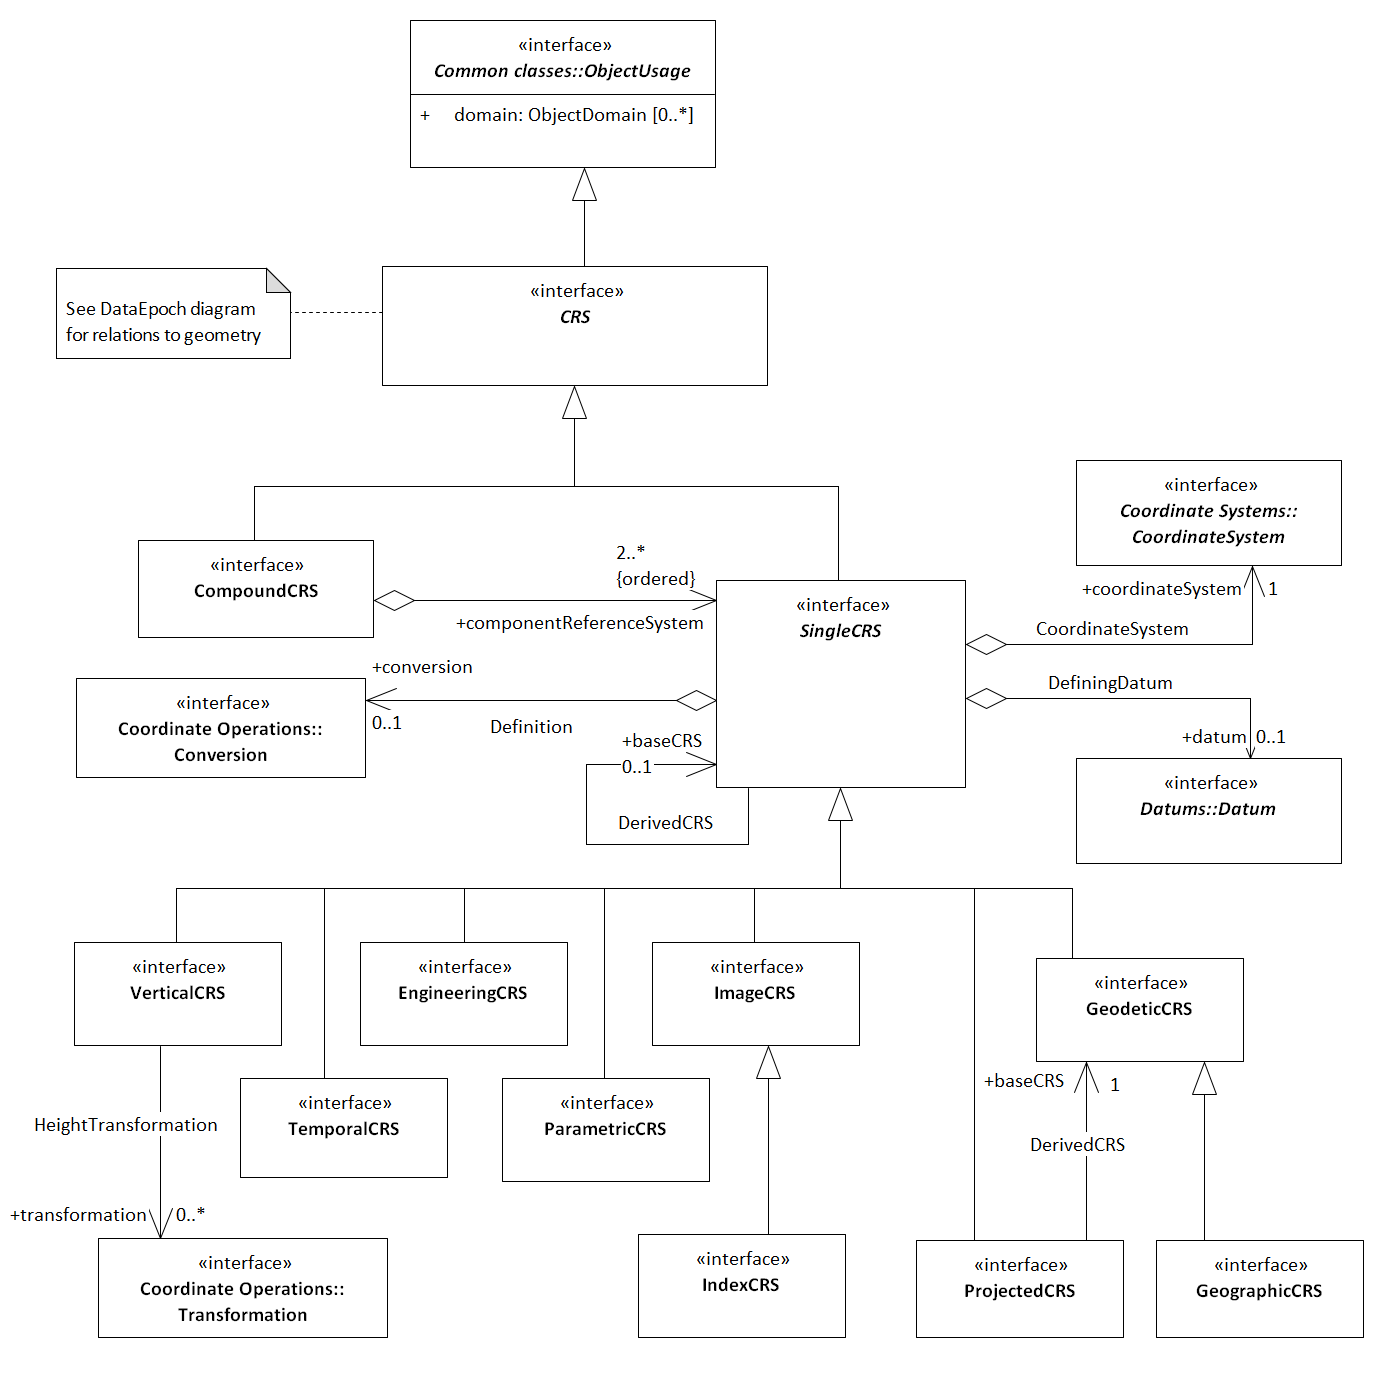 «interface»
Common classes::ObjectUsage
+ domain: ObjectDomain [0..*]
«interface»
CRS
See DataEpoch diagram
for relations to geometry
«interface»
Coordinate Systems::
CoordinateSystem
«interface»
CompoundCRS
2..*
{ordered}
+componentReferenceSystem
«interface»
SingleCRS
+coordinateSystem
1
CoordinateSystem
+conversion
0..1
Definition
«interface»
Coordinate Operations::
Conversion
DefiningDatum
+datum
0..1
+baseCRS
0..1
DerivedCRS
«interface»
Datums::Datum
«interface»
VerticalCRS
«interface»
EngineeringCRS
«interface»
ImageCRS
«interface»
GeodeticCRS
«interface»
TemporalCRS
«interface»
ParametricCRS
+baseCRS
1
DerivedCRS
HeightTransformation
+transformation
0..*
«interface»
Coordinate Operations::
Transformation
«interface»
IndexCRS
«interface»
ProjectedCRS
«interface»
GeographicCRS